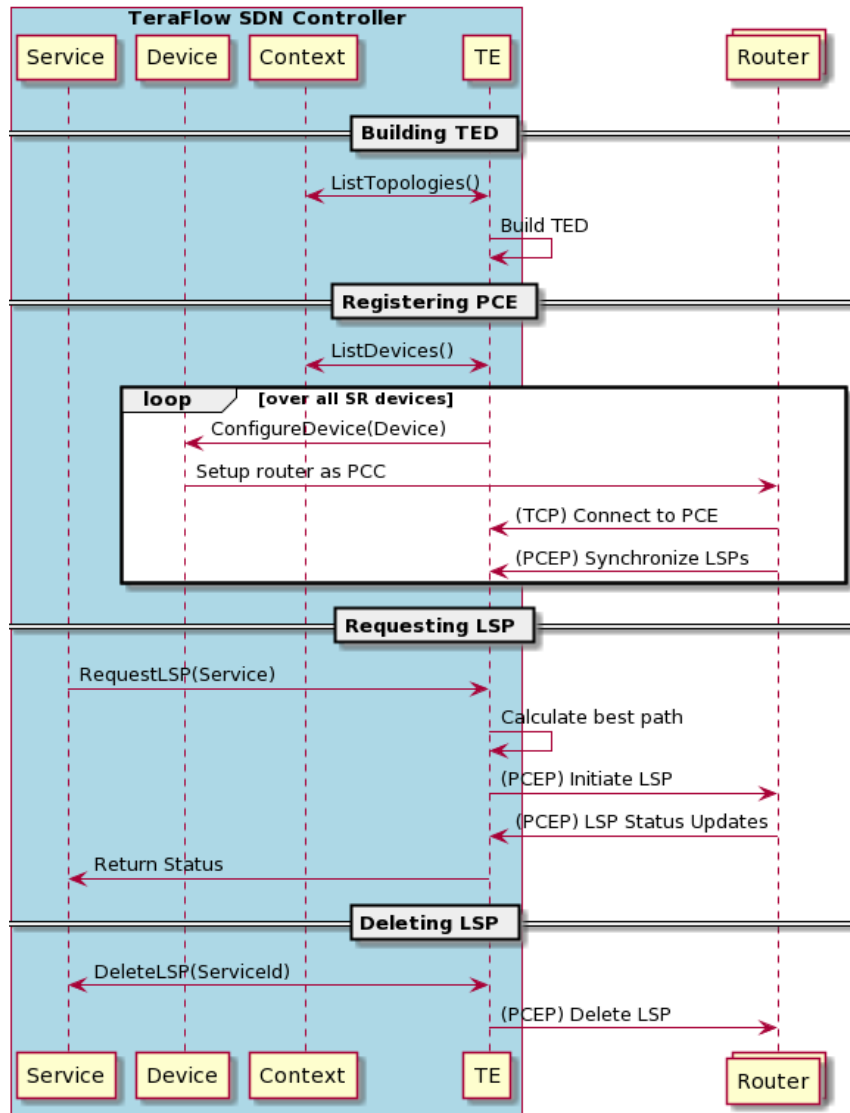 TeraFlow SDN Controller
Service Device Context TE Router
Building TED
ListTopologies()
Build TED
Registering PCE
ListDevices()
loop [over all SR devices]
ConfigureDevice(Device)
Setup router as PCC
(TCP) Connect to PCE
(PCEP) Synchronize LSPs
Requesting LSP
RequestLSP(Service)
Calculate best path
(PCEP) Initiate LSP
(PCEP) LSP Status Updates
Return Status
Deleting LSP
DeleteLSP(ServiceId)
(PCEP) Delete LSP
Service Device Context TE Router